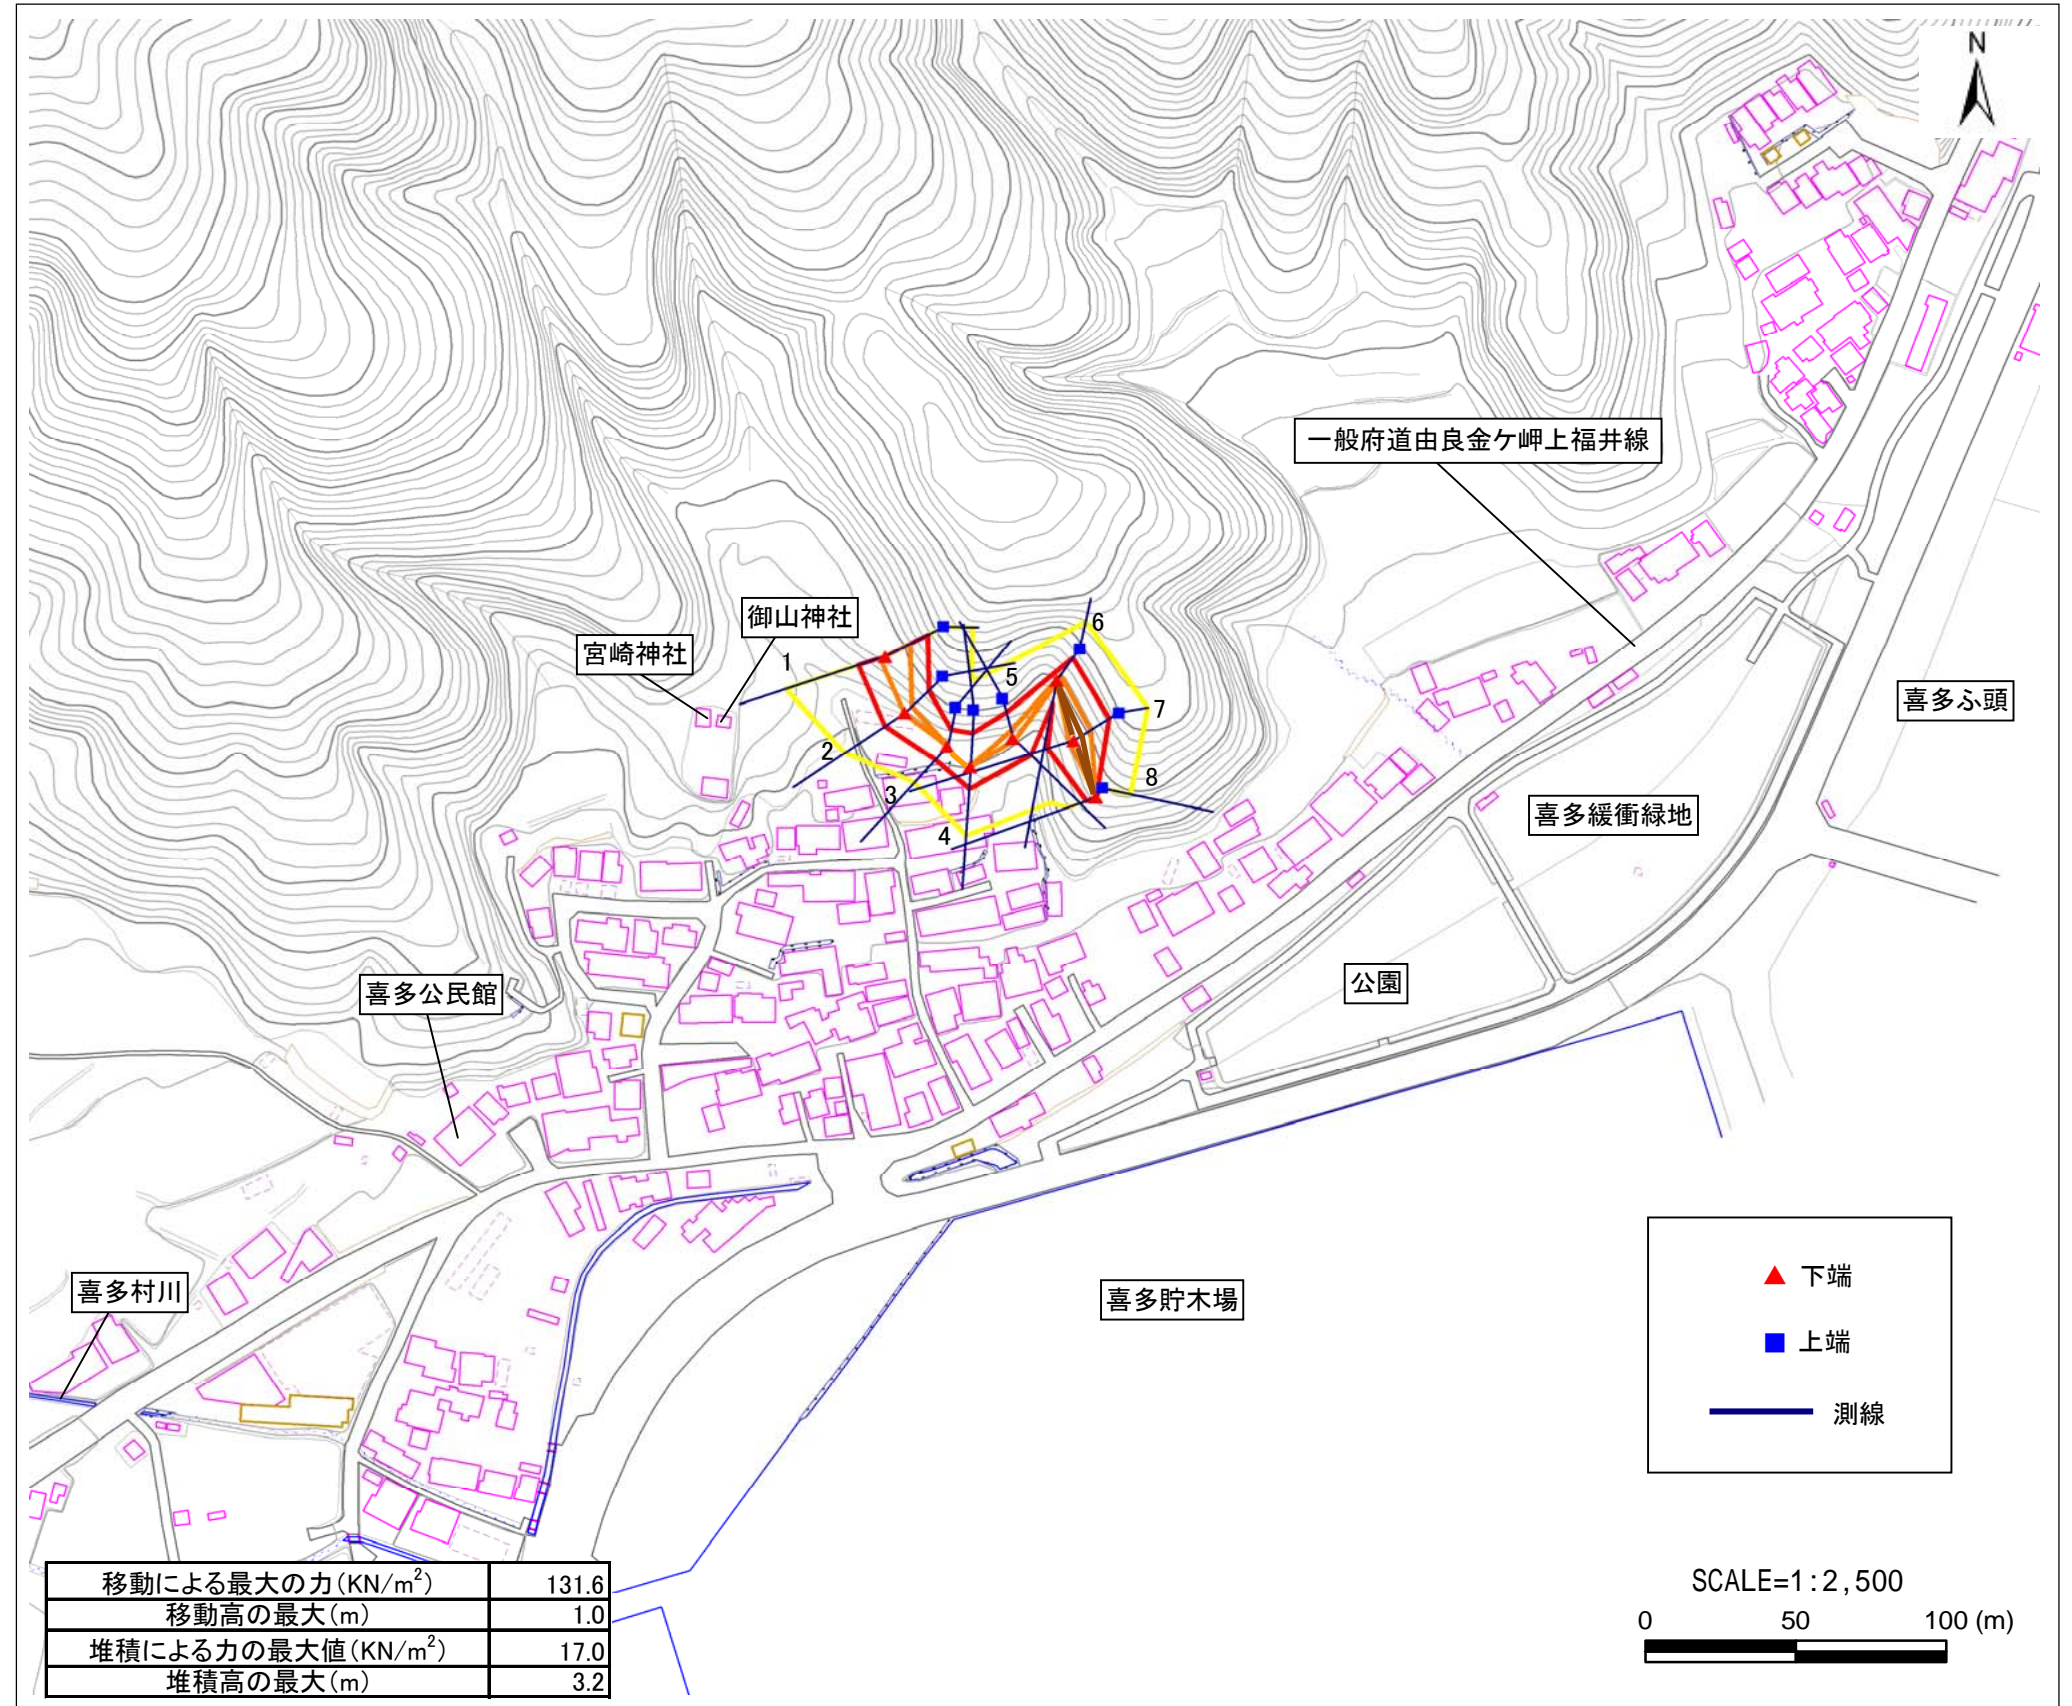 N
一般府道由良金ケ岬上福井線
御山神社
宮崎神社
1
2
3
4
5
6
7
8
喜多ふ頭
喜多緩衝緑地
公園
喜多公民館
喜多村川
喜多貯木場
下端
上端
測線
移動による最大の力(KN/m²) 131.6
移動高の最大(m) 1.0
堆積による力の最大値(KN/m²) 17.0
堆積高の最大(m) 3.2
SCALE=1:2,500
0 50 100 (m)